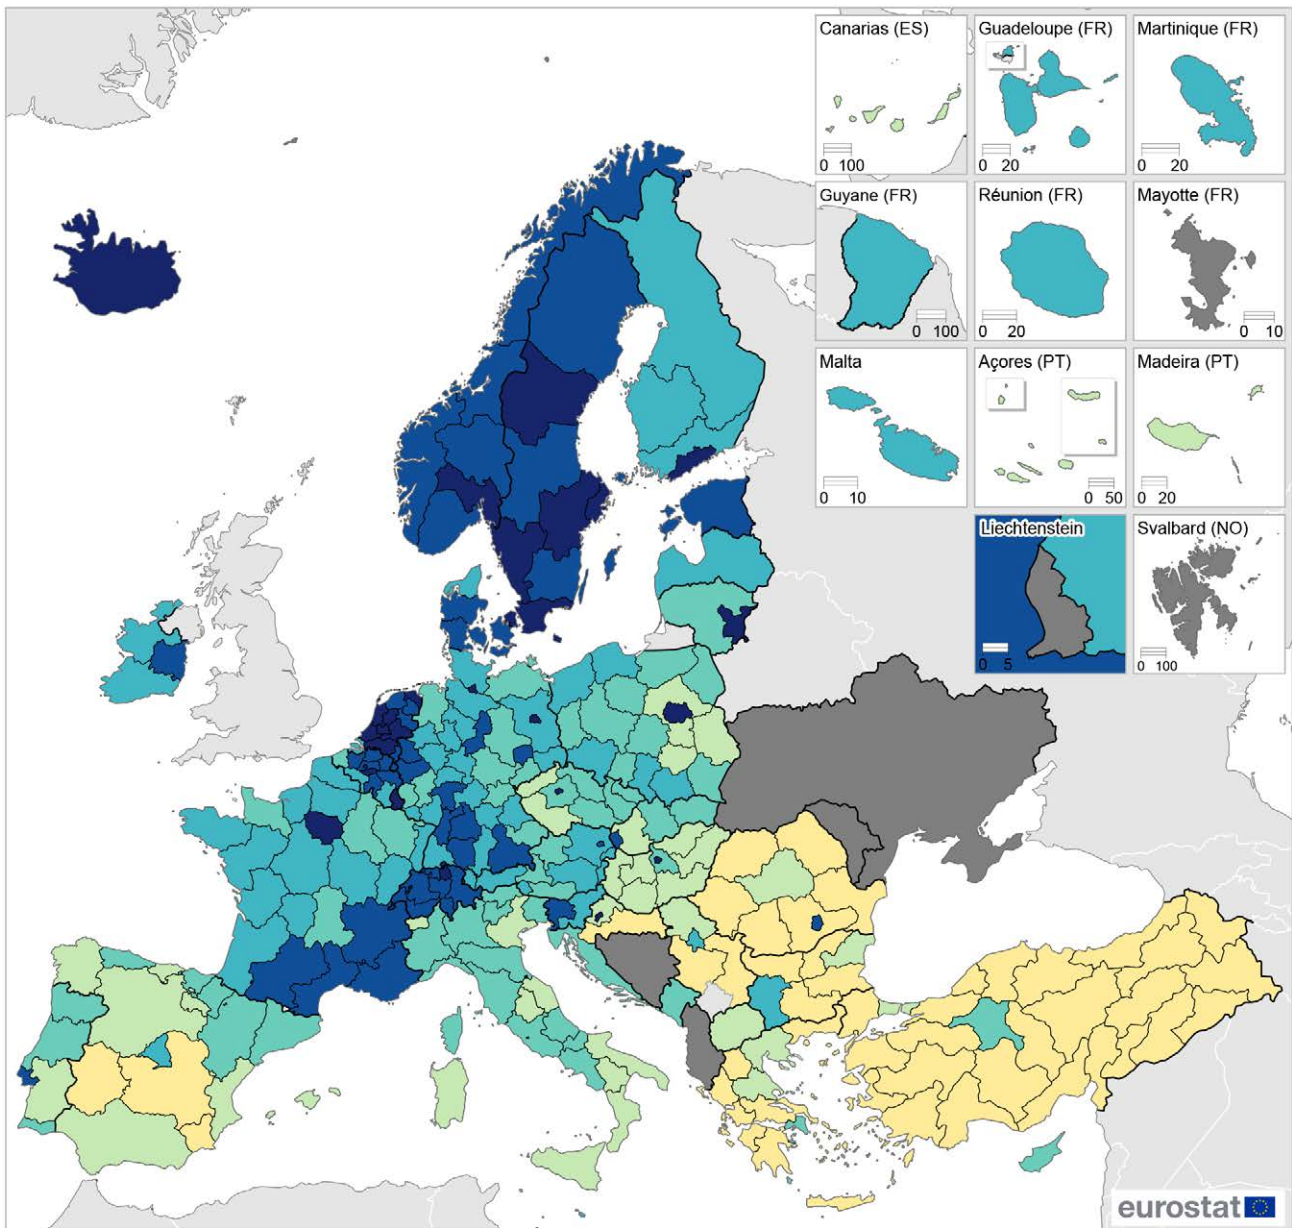 Canarias (ES)
0 100
Guadeloupe (FR)
0 20
Martinique (FR)
0 20
Guyane (FR)
0 100
Réunion (FR)
0 20
Mayotte (FR)
0 10
Malta
0 10
Açores (PT)
0 50
Madeira (PT)
0 20
Liechtenstein
0 5
Svalbard (NO)
0 100
eurostat